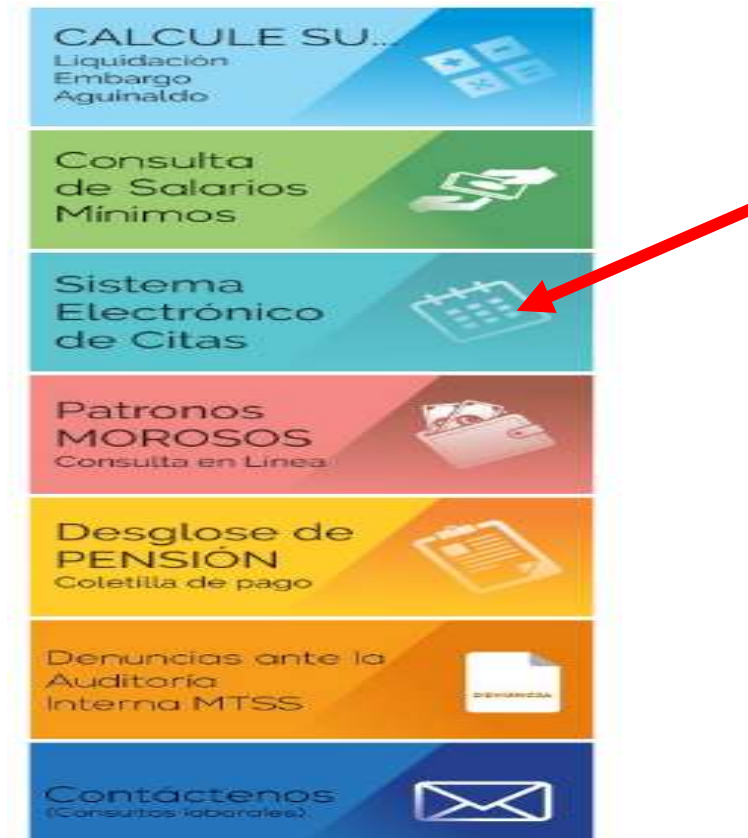 CALCULE SU...
Liquidación
Embargo
Aguinaldo
Consulta
de Salarios
Mínimos
Sistema
Electrónico
de Citas
Patronos
MOROSOS
Consulta en Línea
Desglose de
PENSIÓN
Coletilla de pago
Denuncias ante la
Auditoría
Interna MTSS
DENUNCIA
Contáctenos
(Consultas laborales)